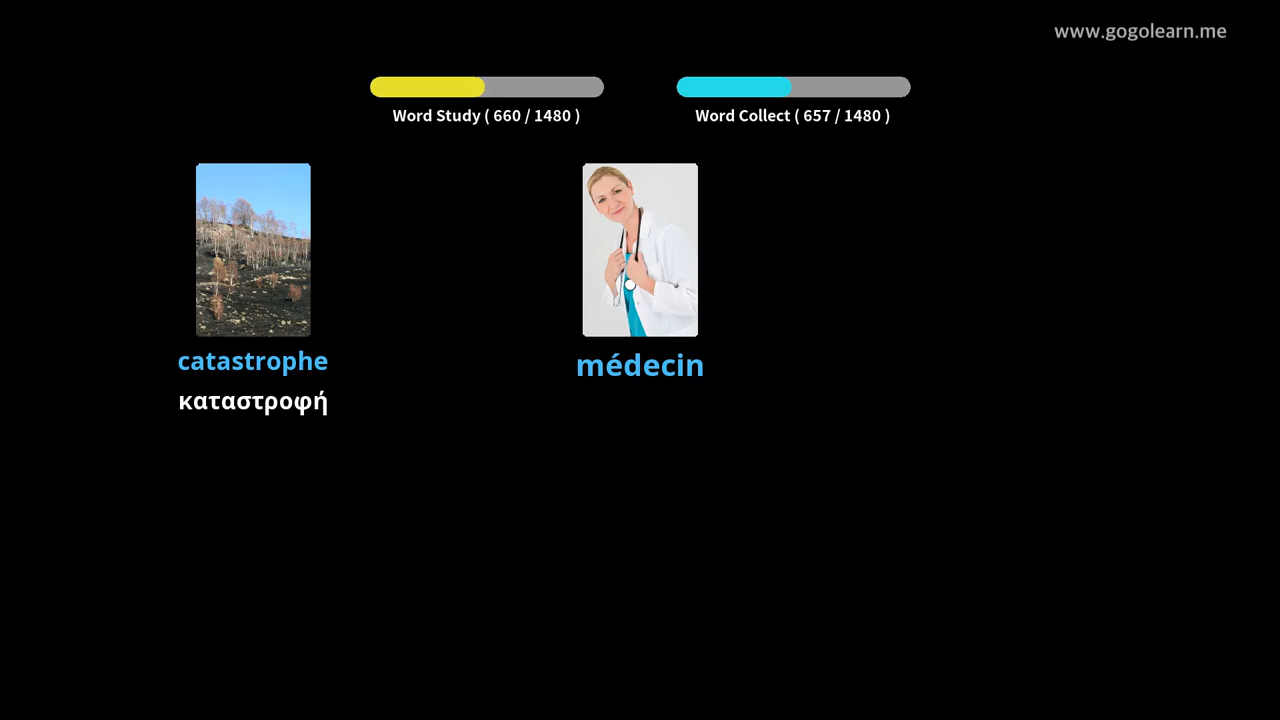 www.gogolearn.me
Word Study ( 660 / 1480 )
Word Collect ( 657 / 1480 )
catastrophe
καταστροφή
médecin